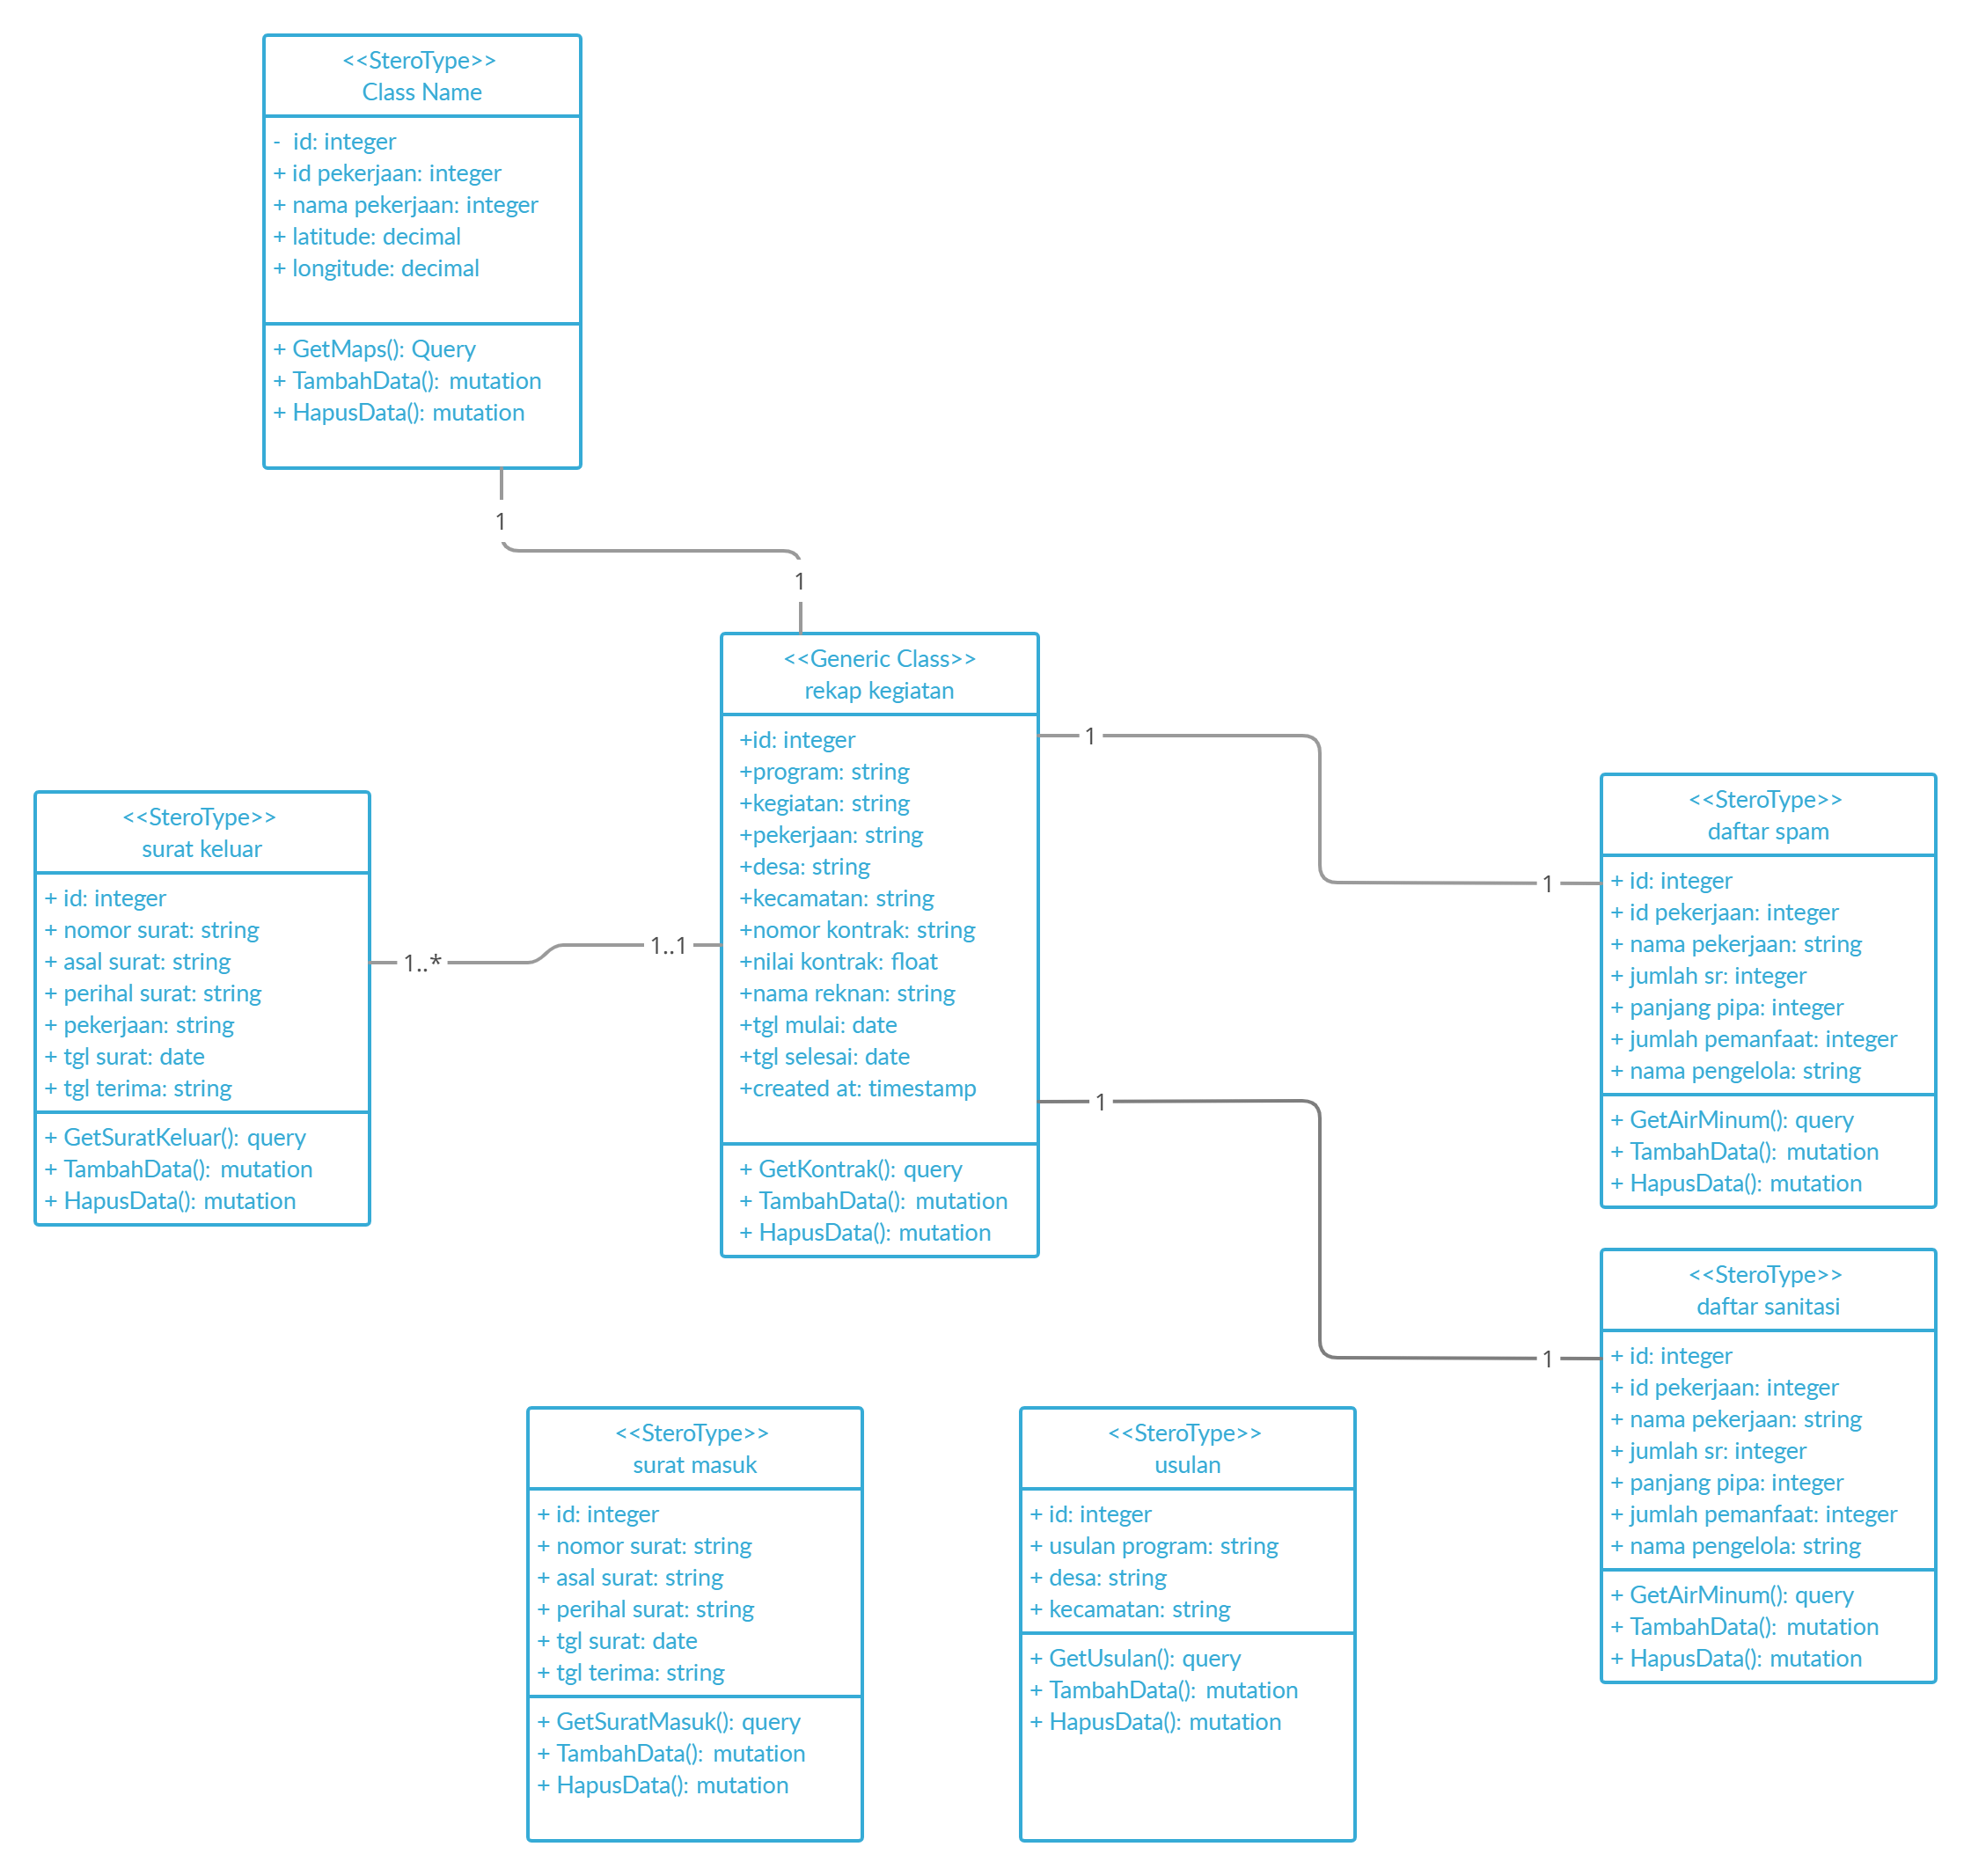 <<SteroType>>
Class Name
- id: integer
+ id pekerjaan: integer
+ nama pekerjaan: integer
+ latitude: decimal
+ longitude: decimal
+ GetMaps(): Query
+ TambahData(): mutation
+ HapusData(): mutation
1
1
<<Generic Class>>
rekap kegiatan
+id: integer
+program: string
+kegiatan: string
+pekerjaan: string
+desa: string
+kecamatan: string
+nomor kontrak: string
+nilai kontrak: float
+nama reknan: string
+tgl mulai: date
+tgl selesai: date
+created at: timestamp
+ GetKontrak(): query
+ TambahData(): mutation
+ HapusData(): mutation
<<SteroType>>
surat keluar
+ id: integer
+ nomor surat: string
+ asal surat: string
+ perihal surat: string
+ pekerjaan: string
+ tgl surat: date
+ tgl terima: string
+ GetSuratKeluar(): query
+ TambahData(): mutation
+ HapusData(): mutation
1..*
1..1
1
1
<<SteroType>>
daftar spam
+ id: integer
+ id pekerjaan: integer
+ nama pekerjaan: string
+ jumlah sr: integer
+ panjang pipa: integer
+ jumlah pemanfaat: integer
+ nama pengelola: string
+ GetAirMinum(): query
+ TambahData(): mutation
+ HapusData(): mutation
1
1
<<SteroType>>
daftar sanitasi
+ id: integer
+ id pekerjaan: integer
+ nama pekerjaan: string
+ jumlah sr: integer
+ panjang pipa: integer
+ jumlah pemanfaat: integer
+ nama pengelola: string
+ GetAirMinum(): query
+ TambahData(): mutation
+ HapusData(): mutation
<<SteroType>>
surat masuk
+ id: integer
+ nomor surat: string
+ asal surat: string
+ perihal surat: string
+ tgl surat: date
+ tgl terima: string
+ GetSuratMasuk(): query
+ TambahData(): mutation
+ HapusData(): mutation
<<SteroType>>
usulan
+ id: integer
+ usulan program: string
+ desa: string
+ kecamatan: string
+ GetUsulan(): query
+ TambahData(): mutation
+ HapusData(): mutation